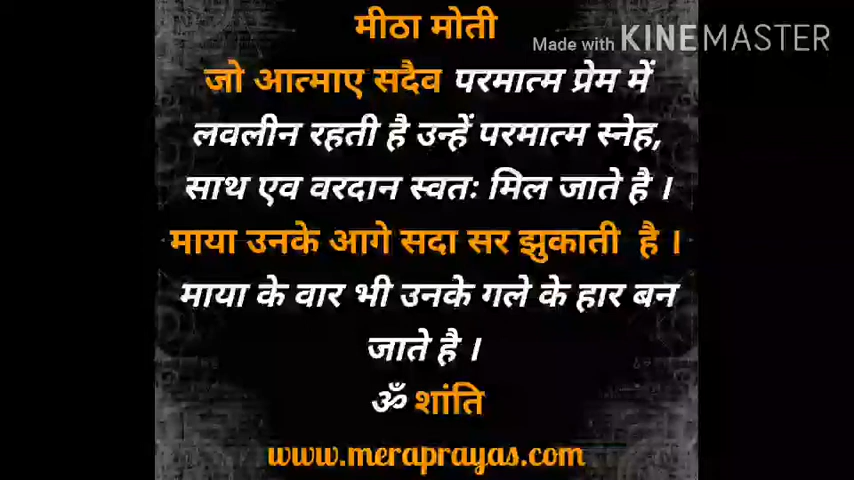 मीठा मोती
Made with KINEMASTER
जो आत्माए सदैव परमात्म प्रेम में
लवलीन रहती है उन्हें परमात्म स्नेह,
साथ एव वरदान स्वतः मिल जाते है ।
माया उनके आगे सदा सर झुकाती है ।
माया के वार भी उनके गले के हार बन
जाते है ।
ॐ शांति
www.meraprayas.com